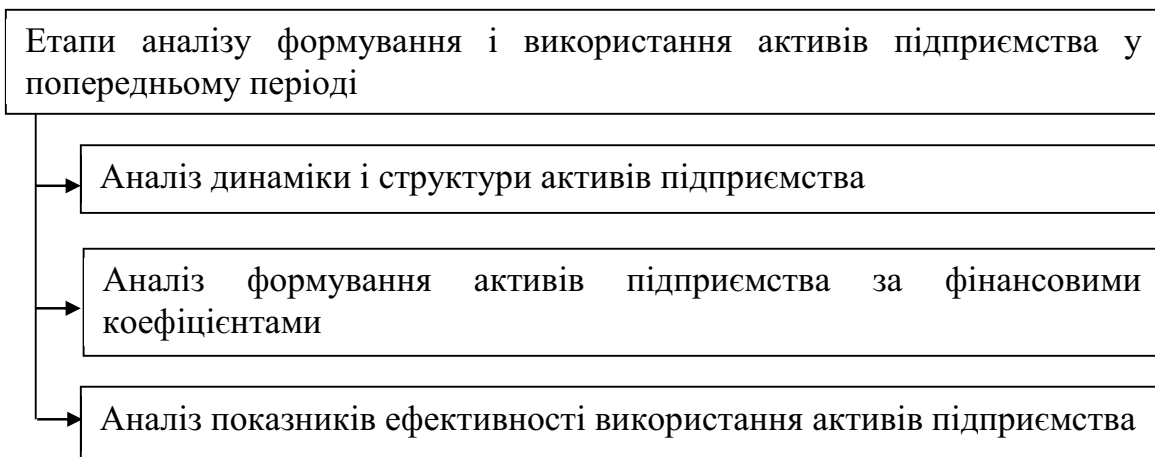 Етапи аналізу формування і використання активів підприємства у
попередньому періоді
Аналіз динаміки і структури активів підприємства
Аналіз формування активів підприємства за фінансовими
коефіцієнтами
Аналіз показників ефективності використання активів підприємства